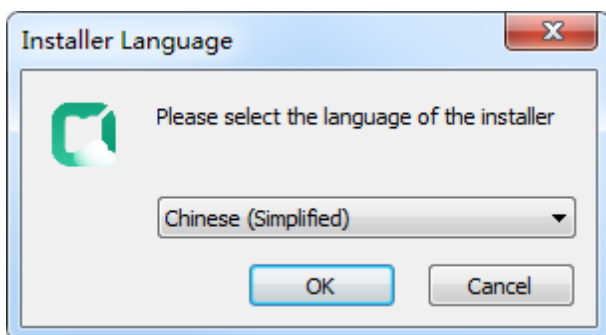 Installer Language
Please select the language of the installer
Chinese (Simplified)
OK
Cancel